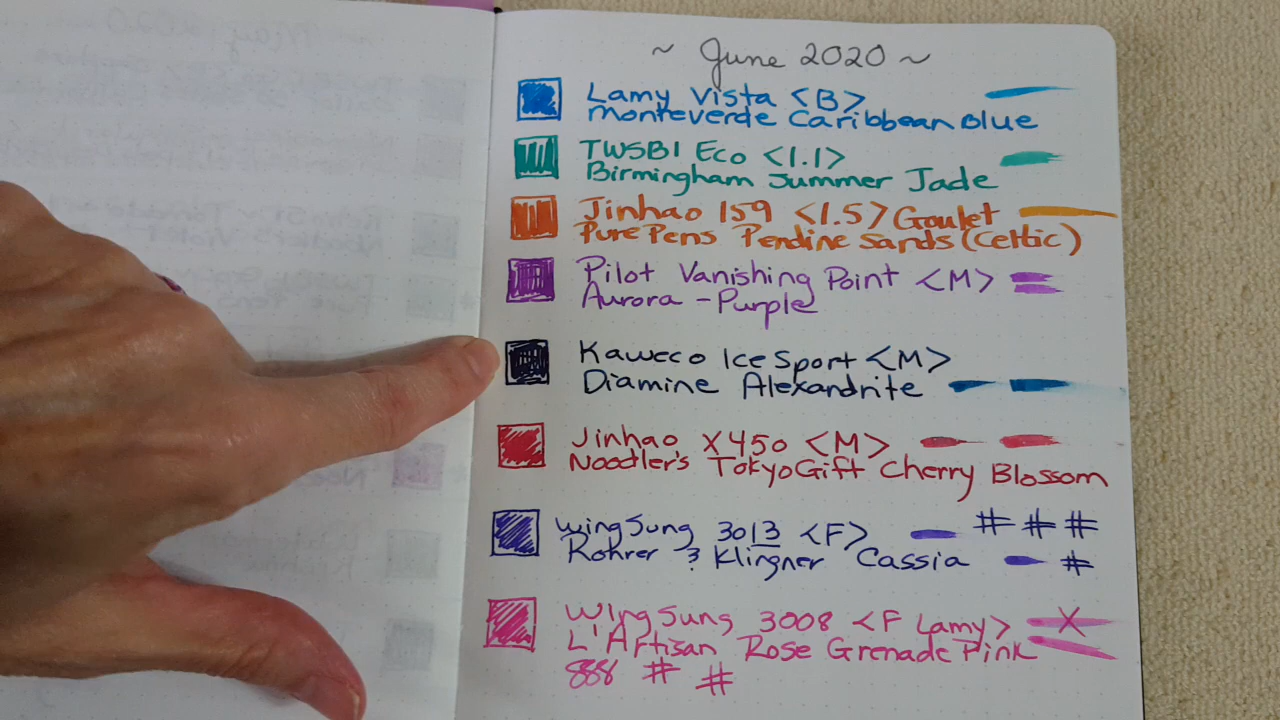 ~ June 2020 ~
Lamy Vista <B>
Monteverde Caribbean Blue
TWSBI Eco <1.1>
Birmingham Summer Jade
Jinhao 159 <1.5> Goulet
Pure Pens Pendine Sands (Celtic)
Pilot Vanishing Point <M>
Aurora - Purple
Kaweco Ice Sport <M>
Diamine Alexandrite
Jinhao X450 <M>
Noodler's Tokyo Gift Cherry Blossom
Wing Sung 3013 <F> # # #
Rohrer & Klingner Cassia #
Wing Sung 3008 <F Lamy> X
L'Artisan Rose Grenade Pink
888 # #